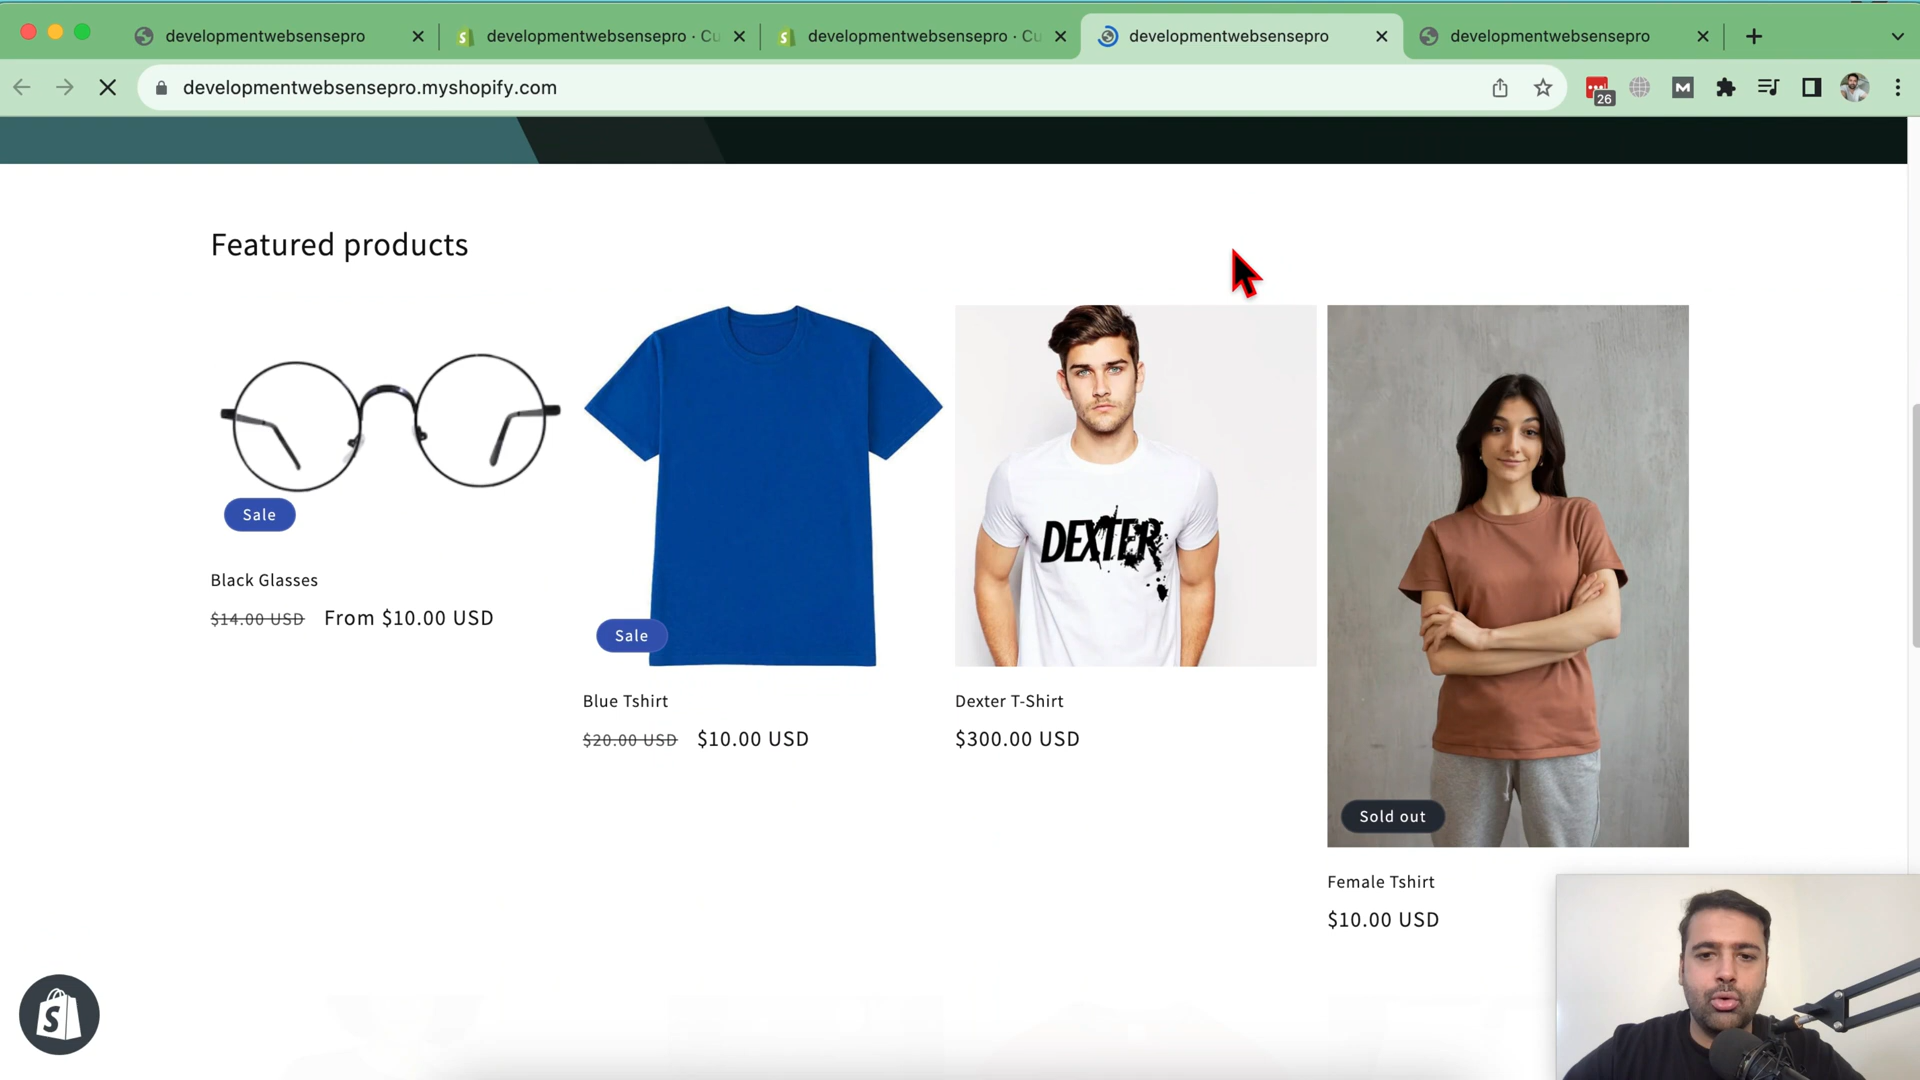 developmentwebsensepro
developmentwebsensepro · Cu
developmentwebsensepro · Cu
developmentwebsensepro
developmentwebsensepro
developmentwebsensepro.myshopify.com
26
M
Featured products
DEXTER
Sale
Sale
Sold out
Black Glasses
$14.00 USD From $10.00 USD
Blue Tshirt
$20.00 USD $10.00 USD
Dexter T-Shirt
$300.00 USD
Female Tshirt
$10.00 USD
S